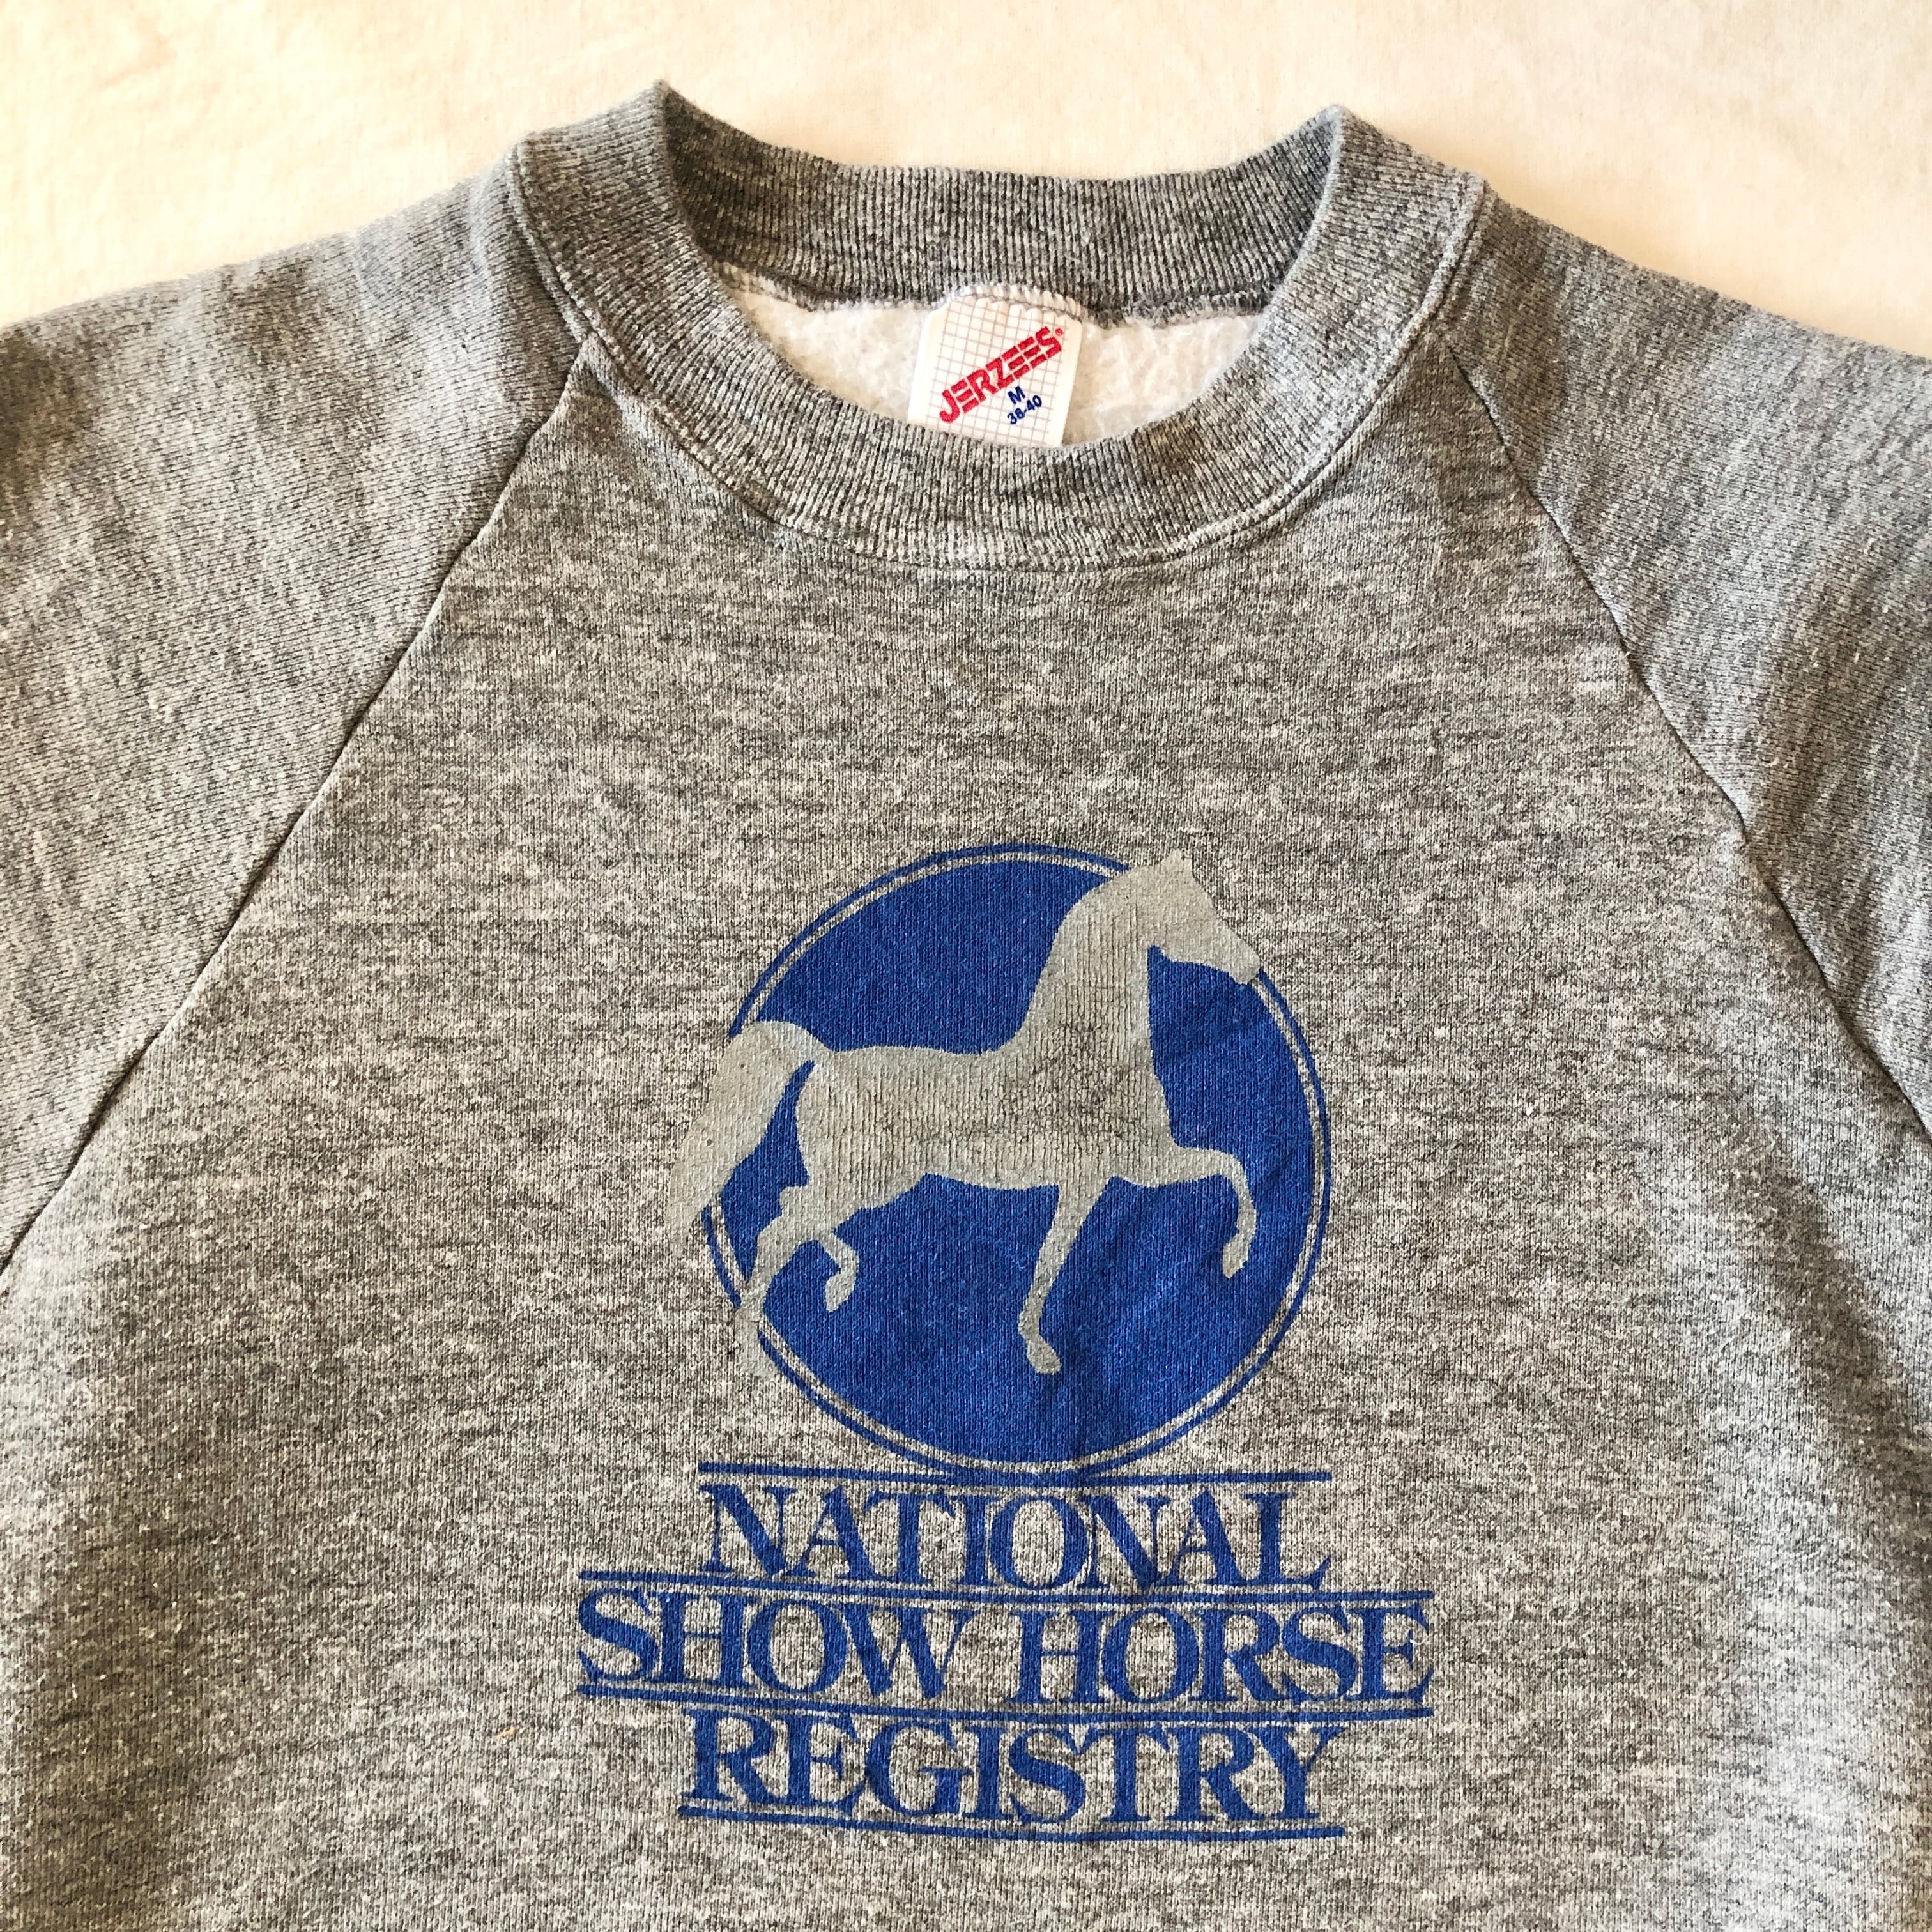 JERZEES®
M
38-40
NATIONAL
SHOW HORSE
REGISTRY